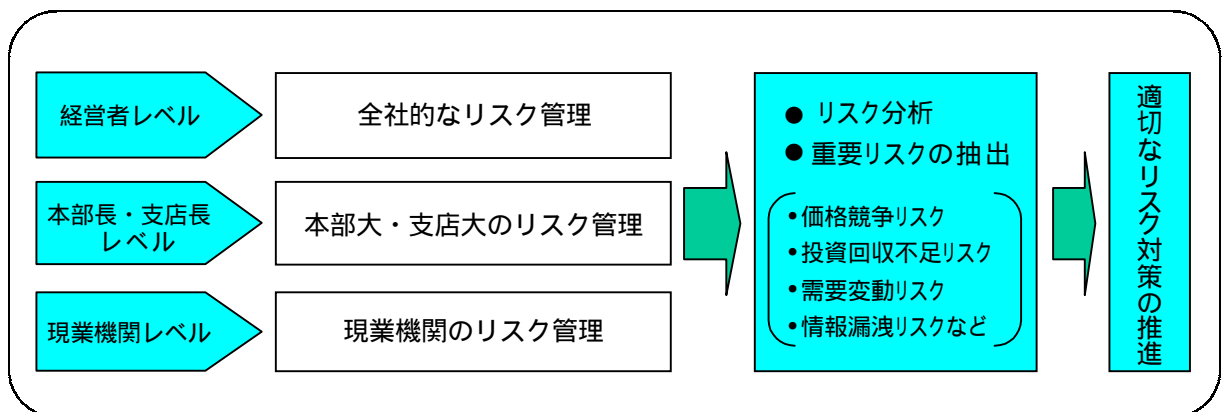 経営者レベル
全社的なリスク管理
本部長・支店長
レベル
本部大・支店大のリスク管理
現業機関レベル
現業機関のリスク管理
● リスク分析
● 重要リスクの抽出
・価格競争リスク
・投資回収不足リスク
・需要変動リスク
・情報漏洩リスクなど
適切なリスク対策の推進